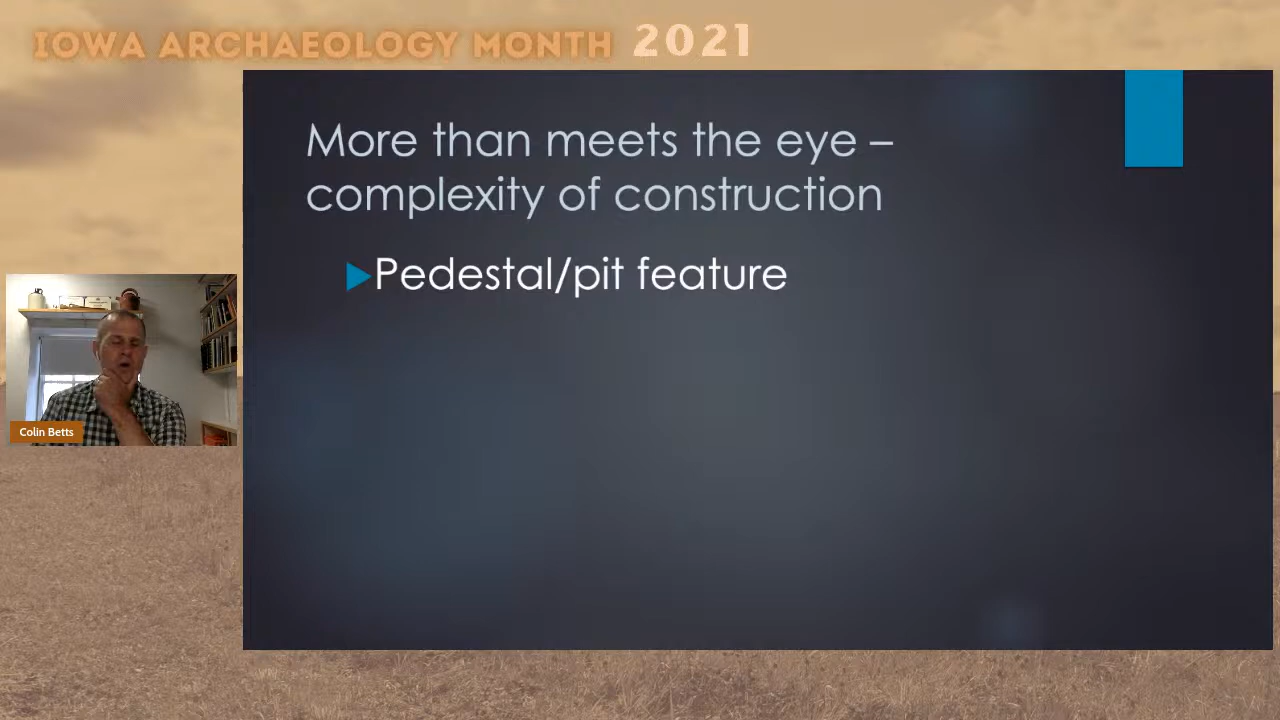 IOWA ARCHAEOLOGY MONTH 2021
More than meets the eye –
complexity of construction
Pedestal/pit feature
Colin Betts